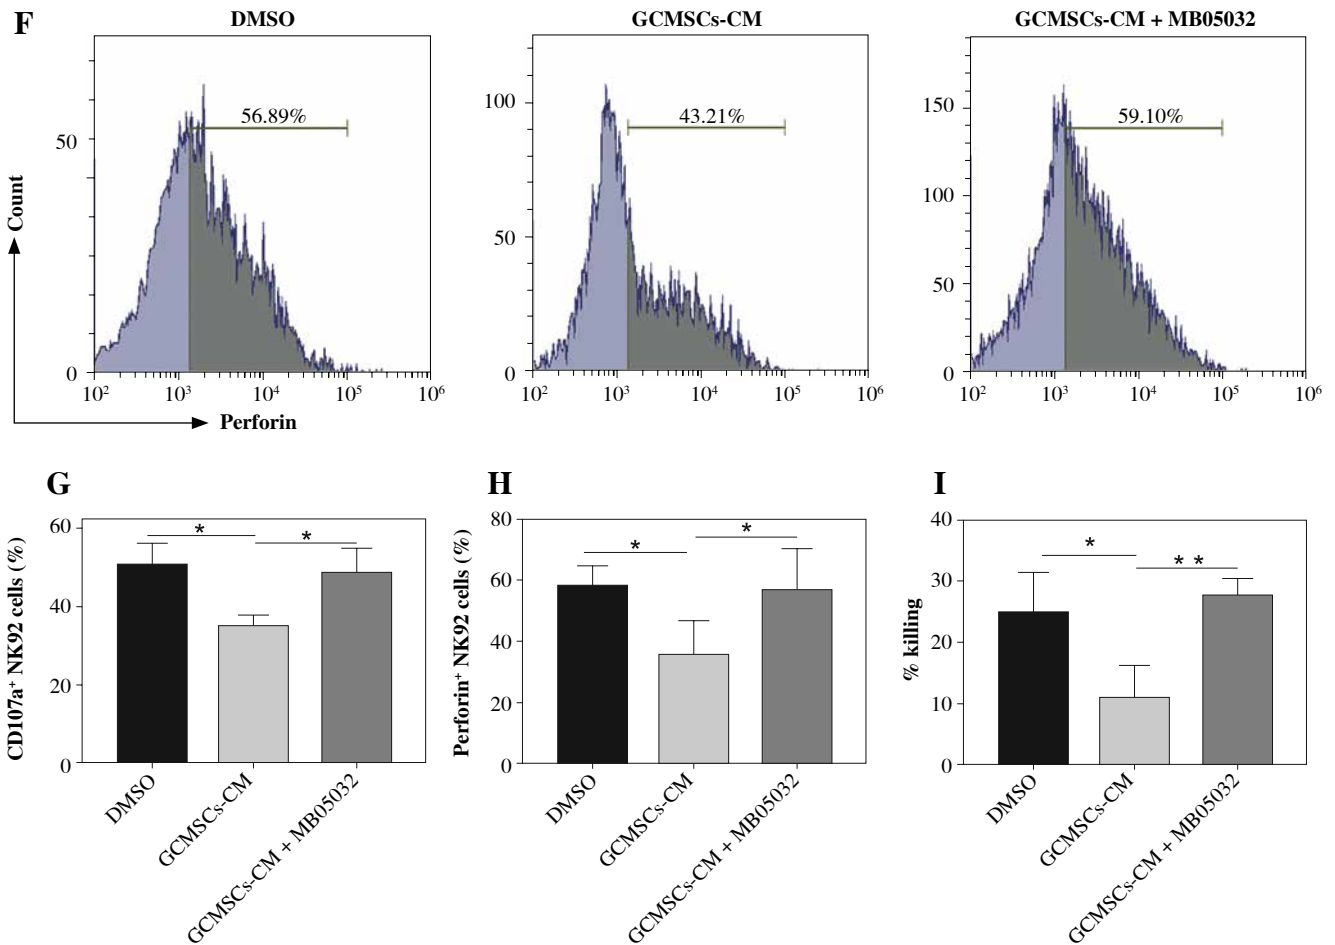 F
DMSO
GCMSCs-CM
GCMSCs-CM + MB05032
Count
Perforin
56.89%
50
0
10² 10³ 10⁴ 10⁵ 10⁶
43.21%
100
50
0
10² 10³ 10⁴ 10⁵ 10⁶
59.10%
150
100
50
0
10² 10³ 10⁴ 10⁵ 10⁶
G
CD107a⁺ NK92 cells (%)
60
40
20
0
*
*
DMSO
GCMSCs-CM
GCMSCs-CM + MB05032
H
Perforin⁺ NK92 cells (%)
80
60
40
20
0
*
*
DMSO
GCMSCs-CM
GCMSCs-CM + MB05032
I
% killing
40
30
20
10
0
*
* *
DMSO
GCMSCs-CM
GCMSCs-CM + MB05032